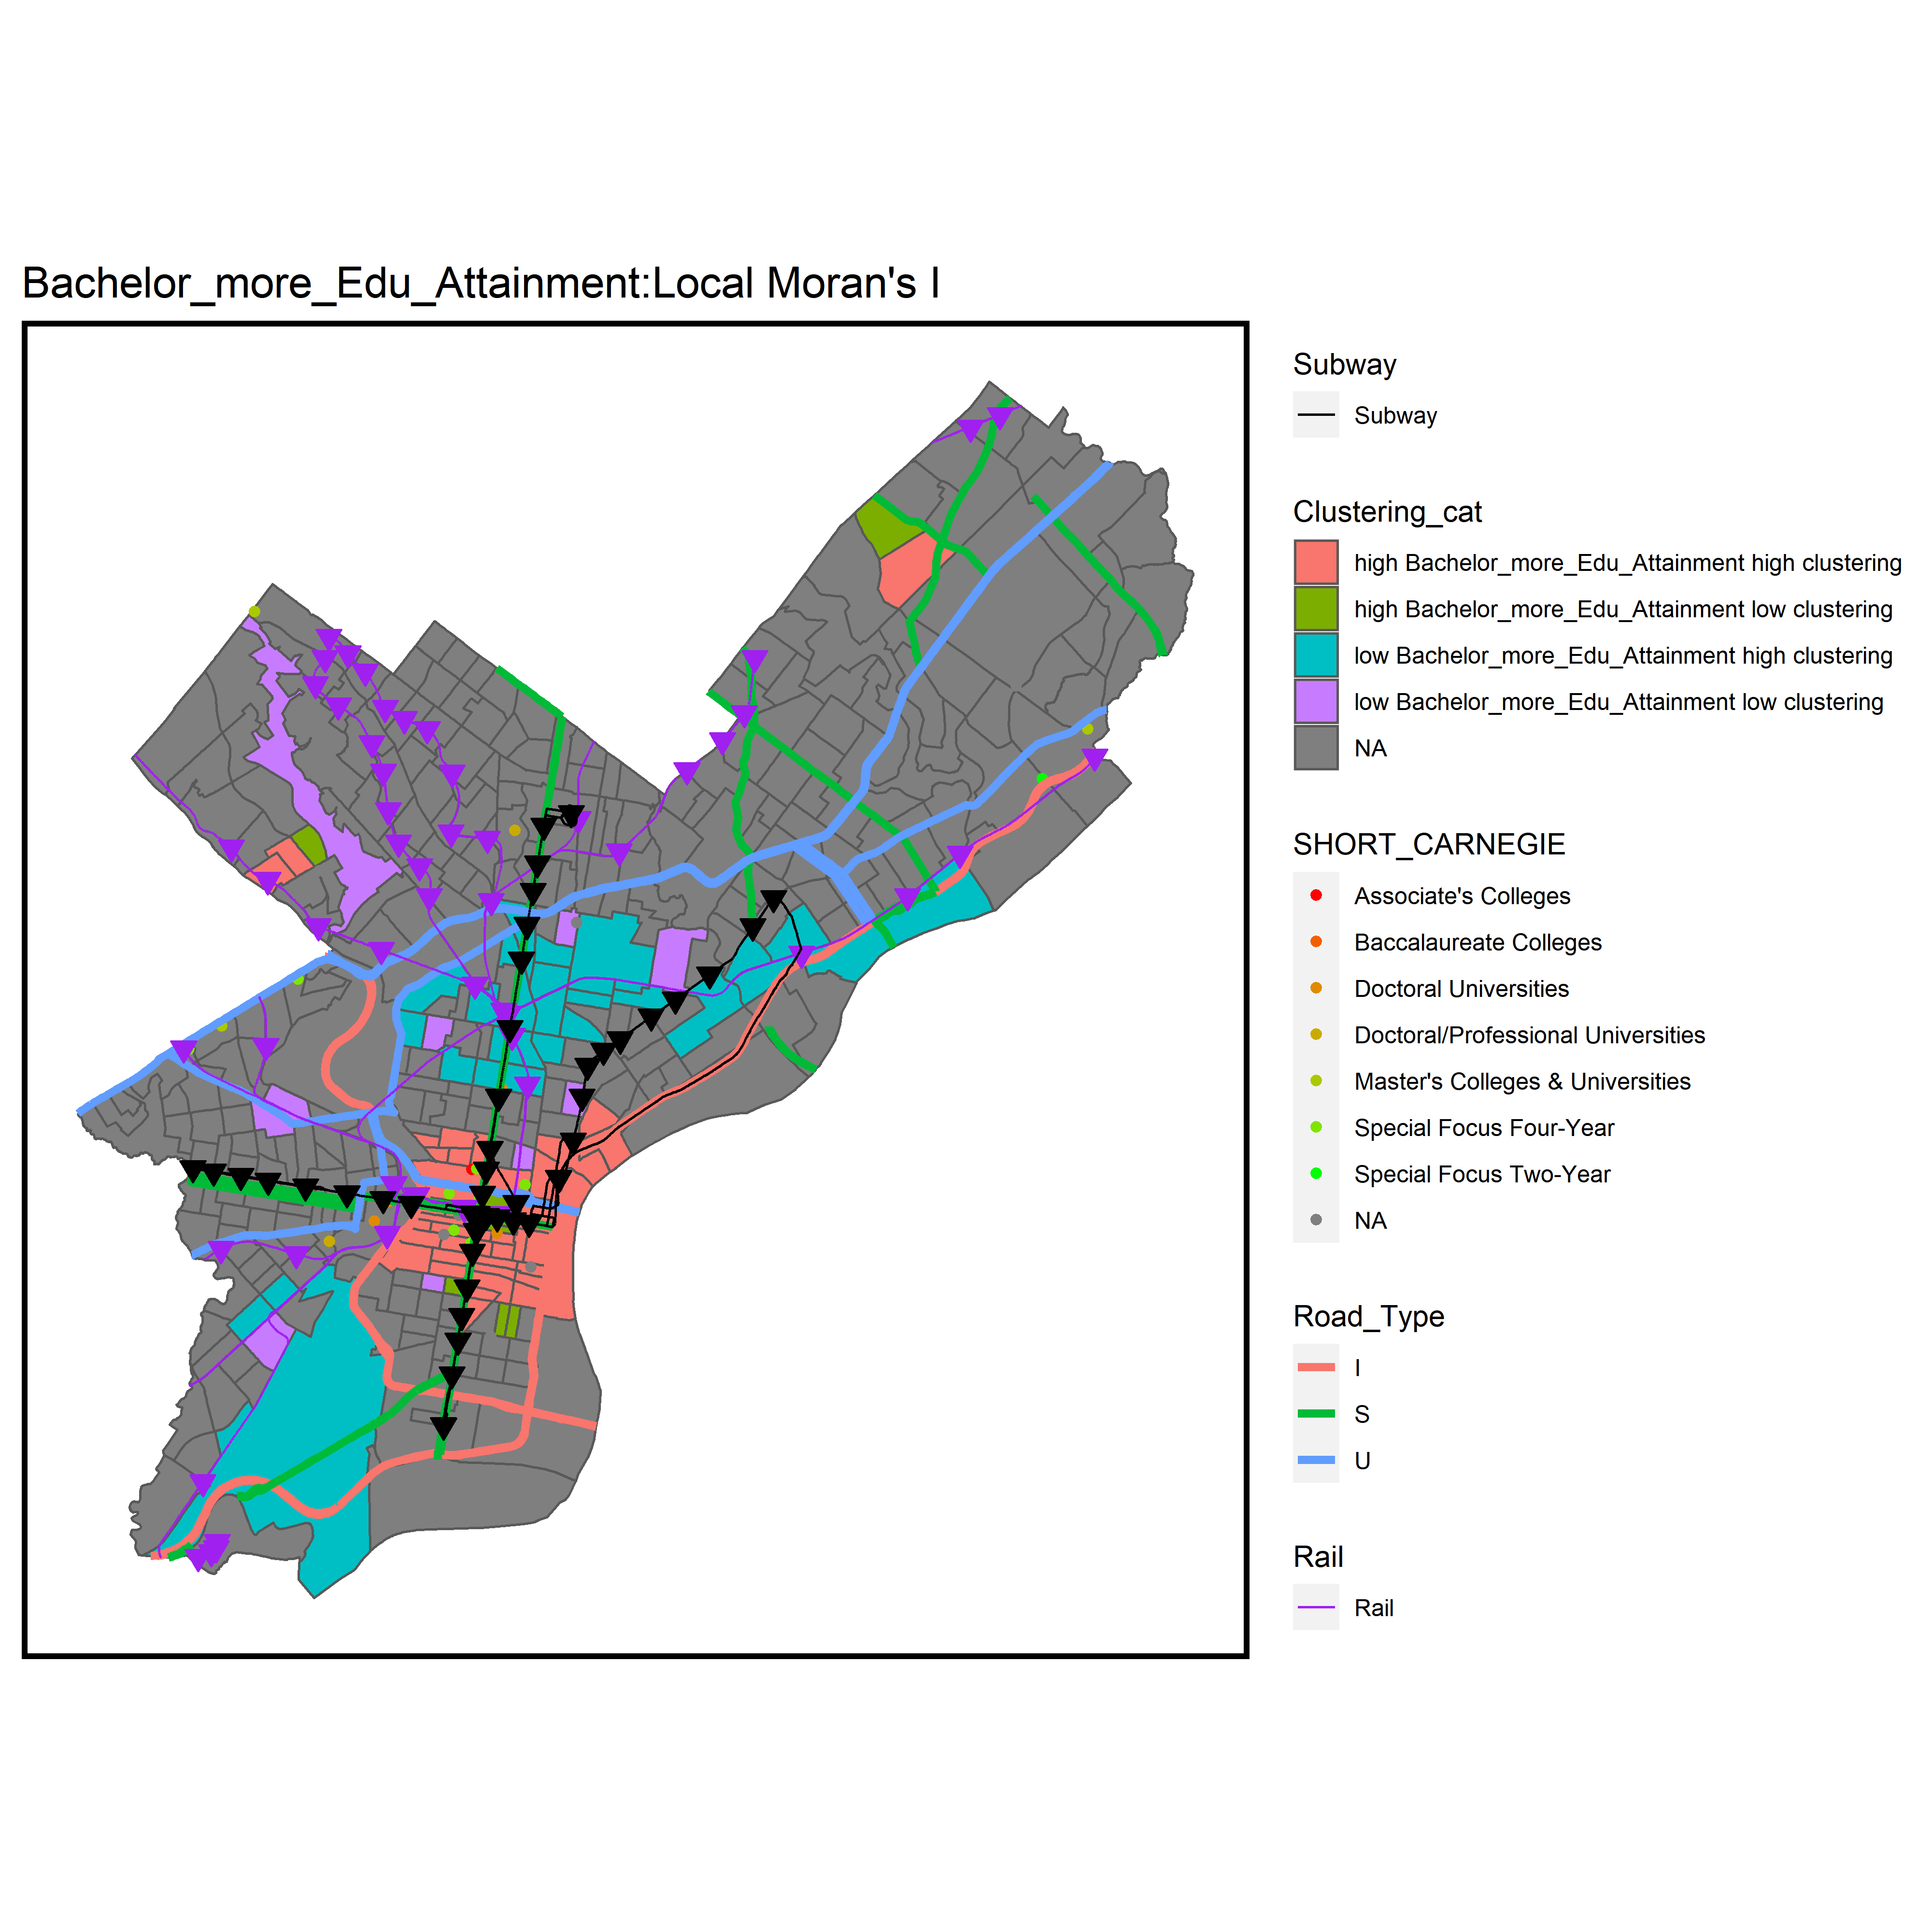 Bachelor_more_Edu_Attainment:Local Moran's I
Subway
Subway
Clustering_cat
high Bachelor_more_Edu_Attainment high clustering
high Bachelor_more_Edu_Attainment low clustering
low Bachelor_more_Edu_Attainment high clustering
low Bachelor_more_Edu_Attainment low clustering
NA
SHORT_CARNEGIE
Associate's Colleges
Baccalaureate Colleges
Doctoral Universities
Doctoral/Professional Universities
Master's Colleges & Universities
Special Focus Four-Year
Special Focus Two-Year
NA
Road_Type
I
S
U
Rail
Rail